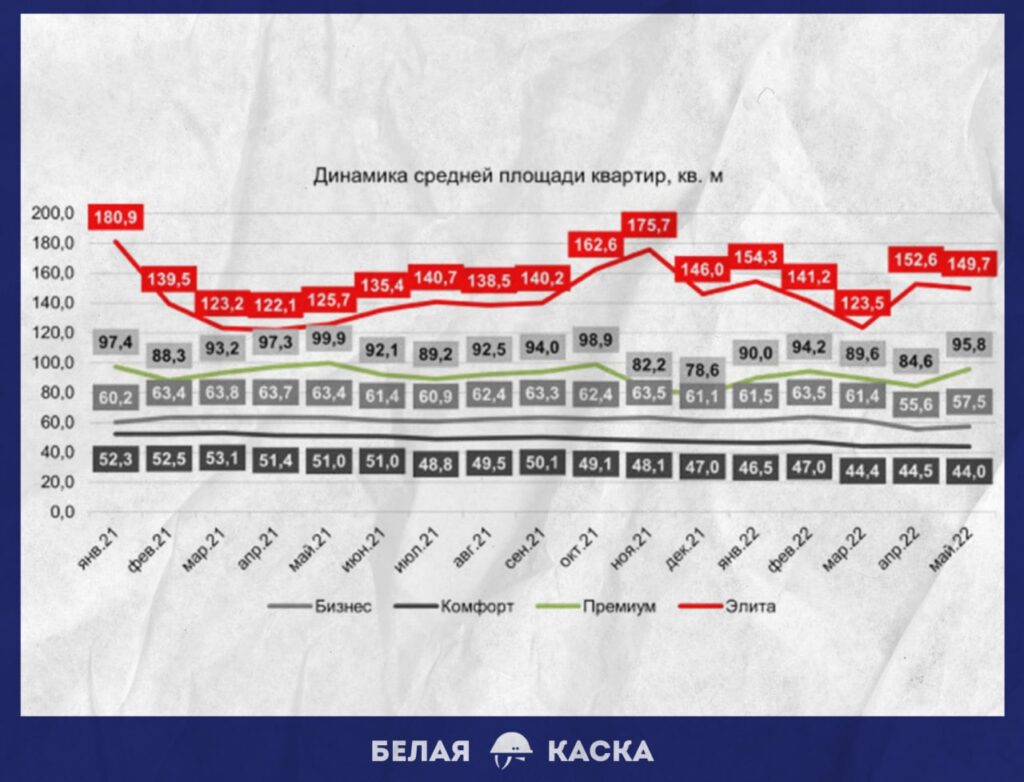 Динамика средней площади квартир, кв. м
200,0
180,0
160,0
140,0
120,0
100,0
80,0
60,0
40,0
20,0
0,0
180,9 139,5 123,2 122,1 125,7 135,4 140,7 138,5 140,2 162,6 175,7 146,0 154,3 141,2 123,5 152,6 149,7
97,4 88,3 93,2 97,3 99,9 92,1 89,2 92,5 94,0 98,9 82,2 78,6 90,0 94,2 89,6 84,6 95,8
60,2 63,4 63,8 63,7 63,4 61,4 60,9 62,4 63,3 62,4 63,5 61,1 61,5 63,5 61,4 55,6 57,5
52,3 52,5 53,1 51,4 51,0 51,0 48,8 49,5 50,1 49,1 48,1 47,0 46,5 47,0 44,4 44,5 44,0
янв.21 фев.21 мар.21 апр.21 май.21 июн.21 июл.21 авг.21 сен.21 окт.21 ноя.21 дек.21 янв.22 фев.22 мар.22 апр.22 май.22
Бизнес Комфорт Премиум Элита
БЕЛАЯ КАСКА